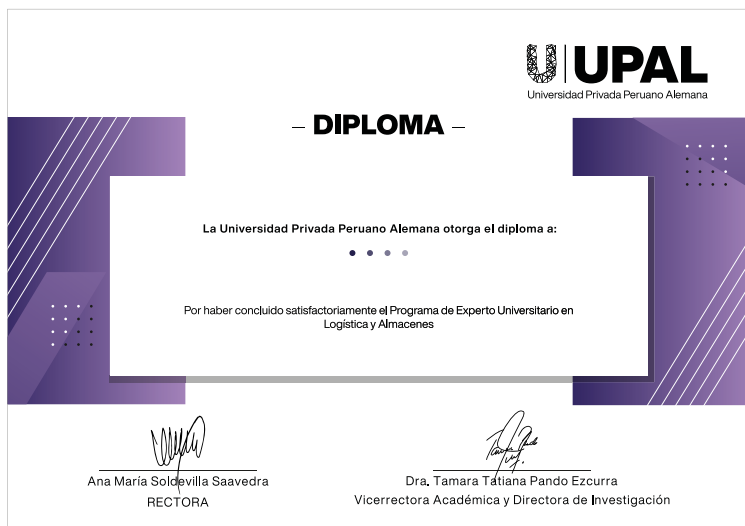 UPAL
Universidad Privada Peruano Alemana
– DIPLOMA –
La Universidad Privada Peruano Alemana otorga el diploma a:
Por haber concluido satisfactoriamente el Programa de Experto Universitario en
Logística y Almacenes
Ana María Soldevilla Saavedra
RECTORA
Dra. Tamara Tatiana Pando Ezcurra
Vicerrectora Académica y Directora de Investigación